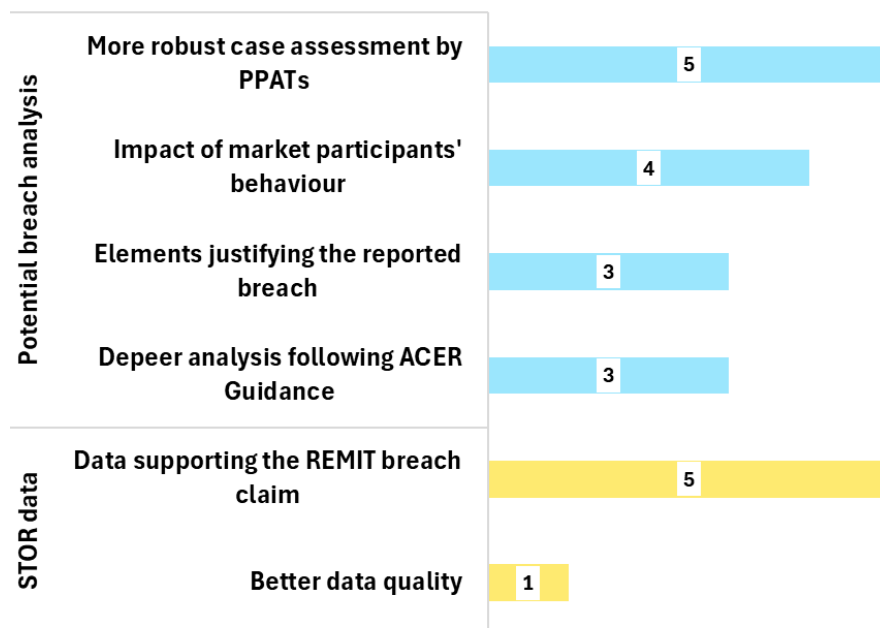 Potential breach analysis
More robust case assessment by
PPATs
5
Impact of market participants'
behaviour
4
Elements justifying the reported
breach
3
Depeer analysis following ACER
Guidance
3
STOR data
Data supporting the REMIT breach
claim
5
Better data quality
1